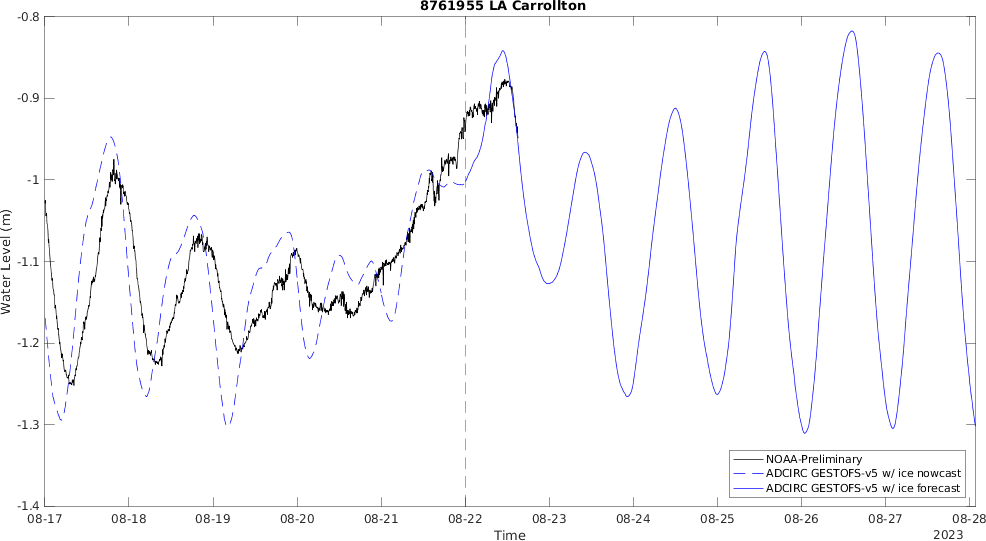 8761955 LA Carrollton
Water Level (m)
-0.8
-0.9
-1
-1.1
-1.2
-1.3
-1.4
NOAA-Preliminary
ADCIRC GESTOFS-v5 w/ ice nowcast
ADCIRC GESTOFS-v5 w/ ice forecast
08-17 08-18 08-19 08-20 08-21 08-22 08-23 08-24 08-25 08-26 08-27 08-28
Time
2023